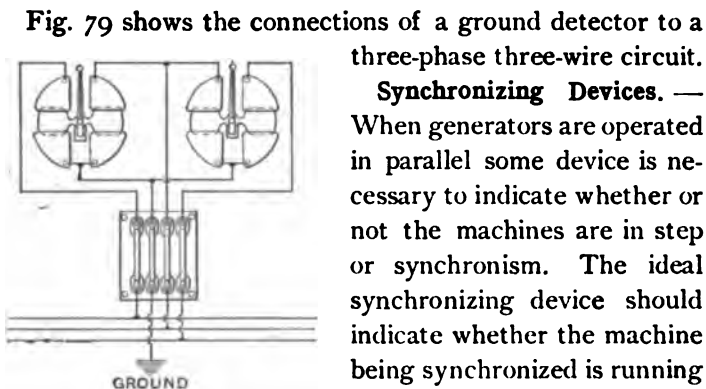 Fig. 79 shows the connections of a ground detector to a
three-phase three-wire circuit.
Synchronizing Devices. —
When generators are operated
in parallel some device is ne-
cessary to indicate whether or
not the machines are in step
or synchronism. The ideal
synchronizing device should
indicate whether the machine
being synchronized is running
GROUND